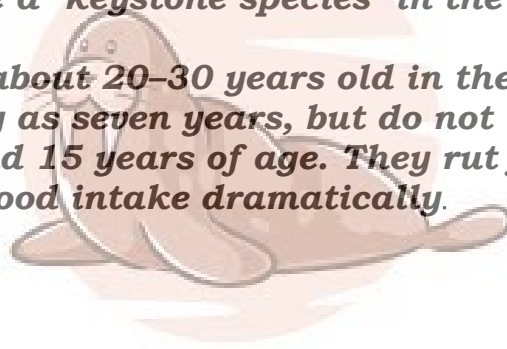 a "keystone species" in the
about 20–30 years old in the
as seven years, but do not
15 years of age. They rut
food intake dramatically.